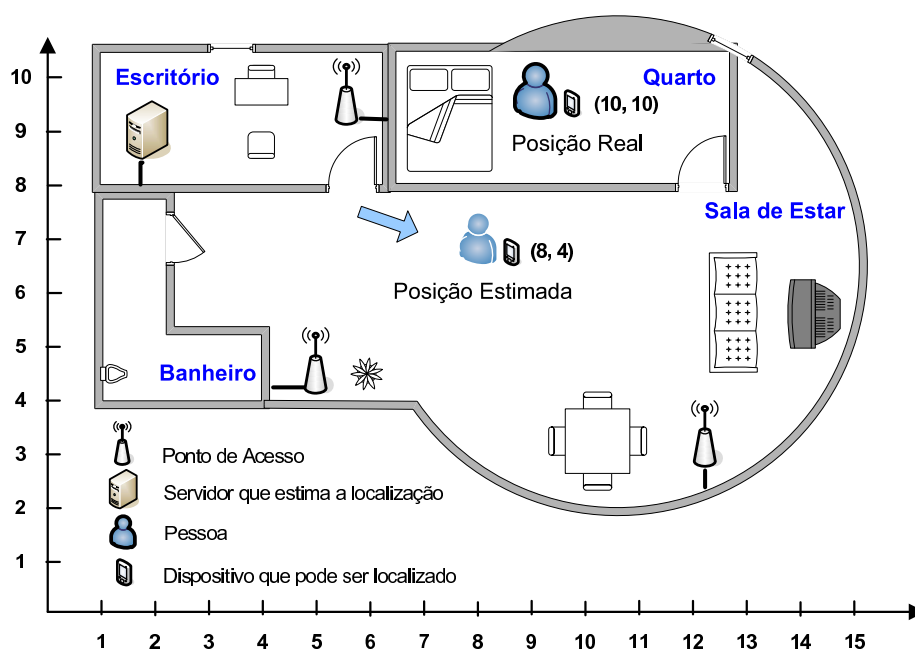 Escritório
Quarto
(10, 10)
Posição Real
Sala de Estar
(8, 4)
Posição Estimada
Banheiro
Ponto de Acesso
Servidor que estima a localização
Pessoa
Dispositivo que pode ser localizado
10
9
8
7
6
5
4
3
2
1
1 2 3 4 5 6 7 8 9 10 11 12 13 14 15